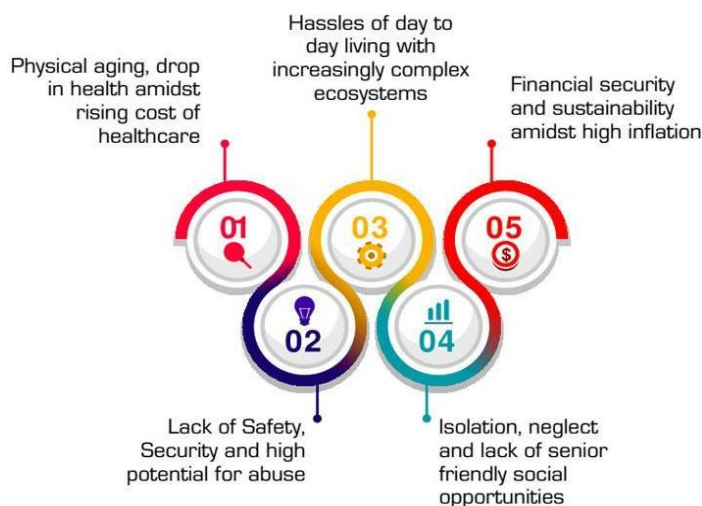 Physical aging, drop
in health amidst
rising cost of
healthcare
01
Lack of Safety,
Security and high
potential for abuse
02
Hassles of day to
day living with
increasingly complex
ecosystems
03
Isolation, neglect
and lack of senior
friendly social
opportunities
04
Financial security
and sustainability
amidst high inflation
05
$